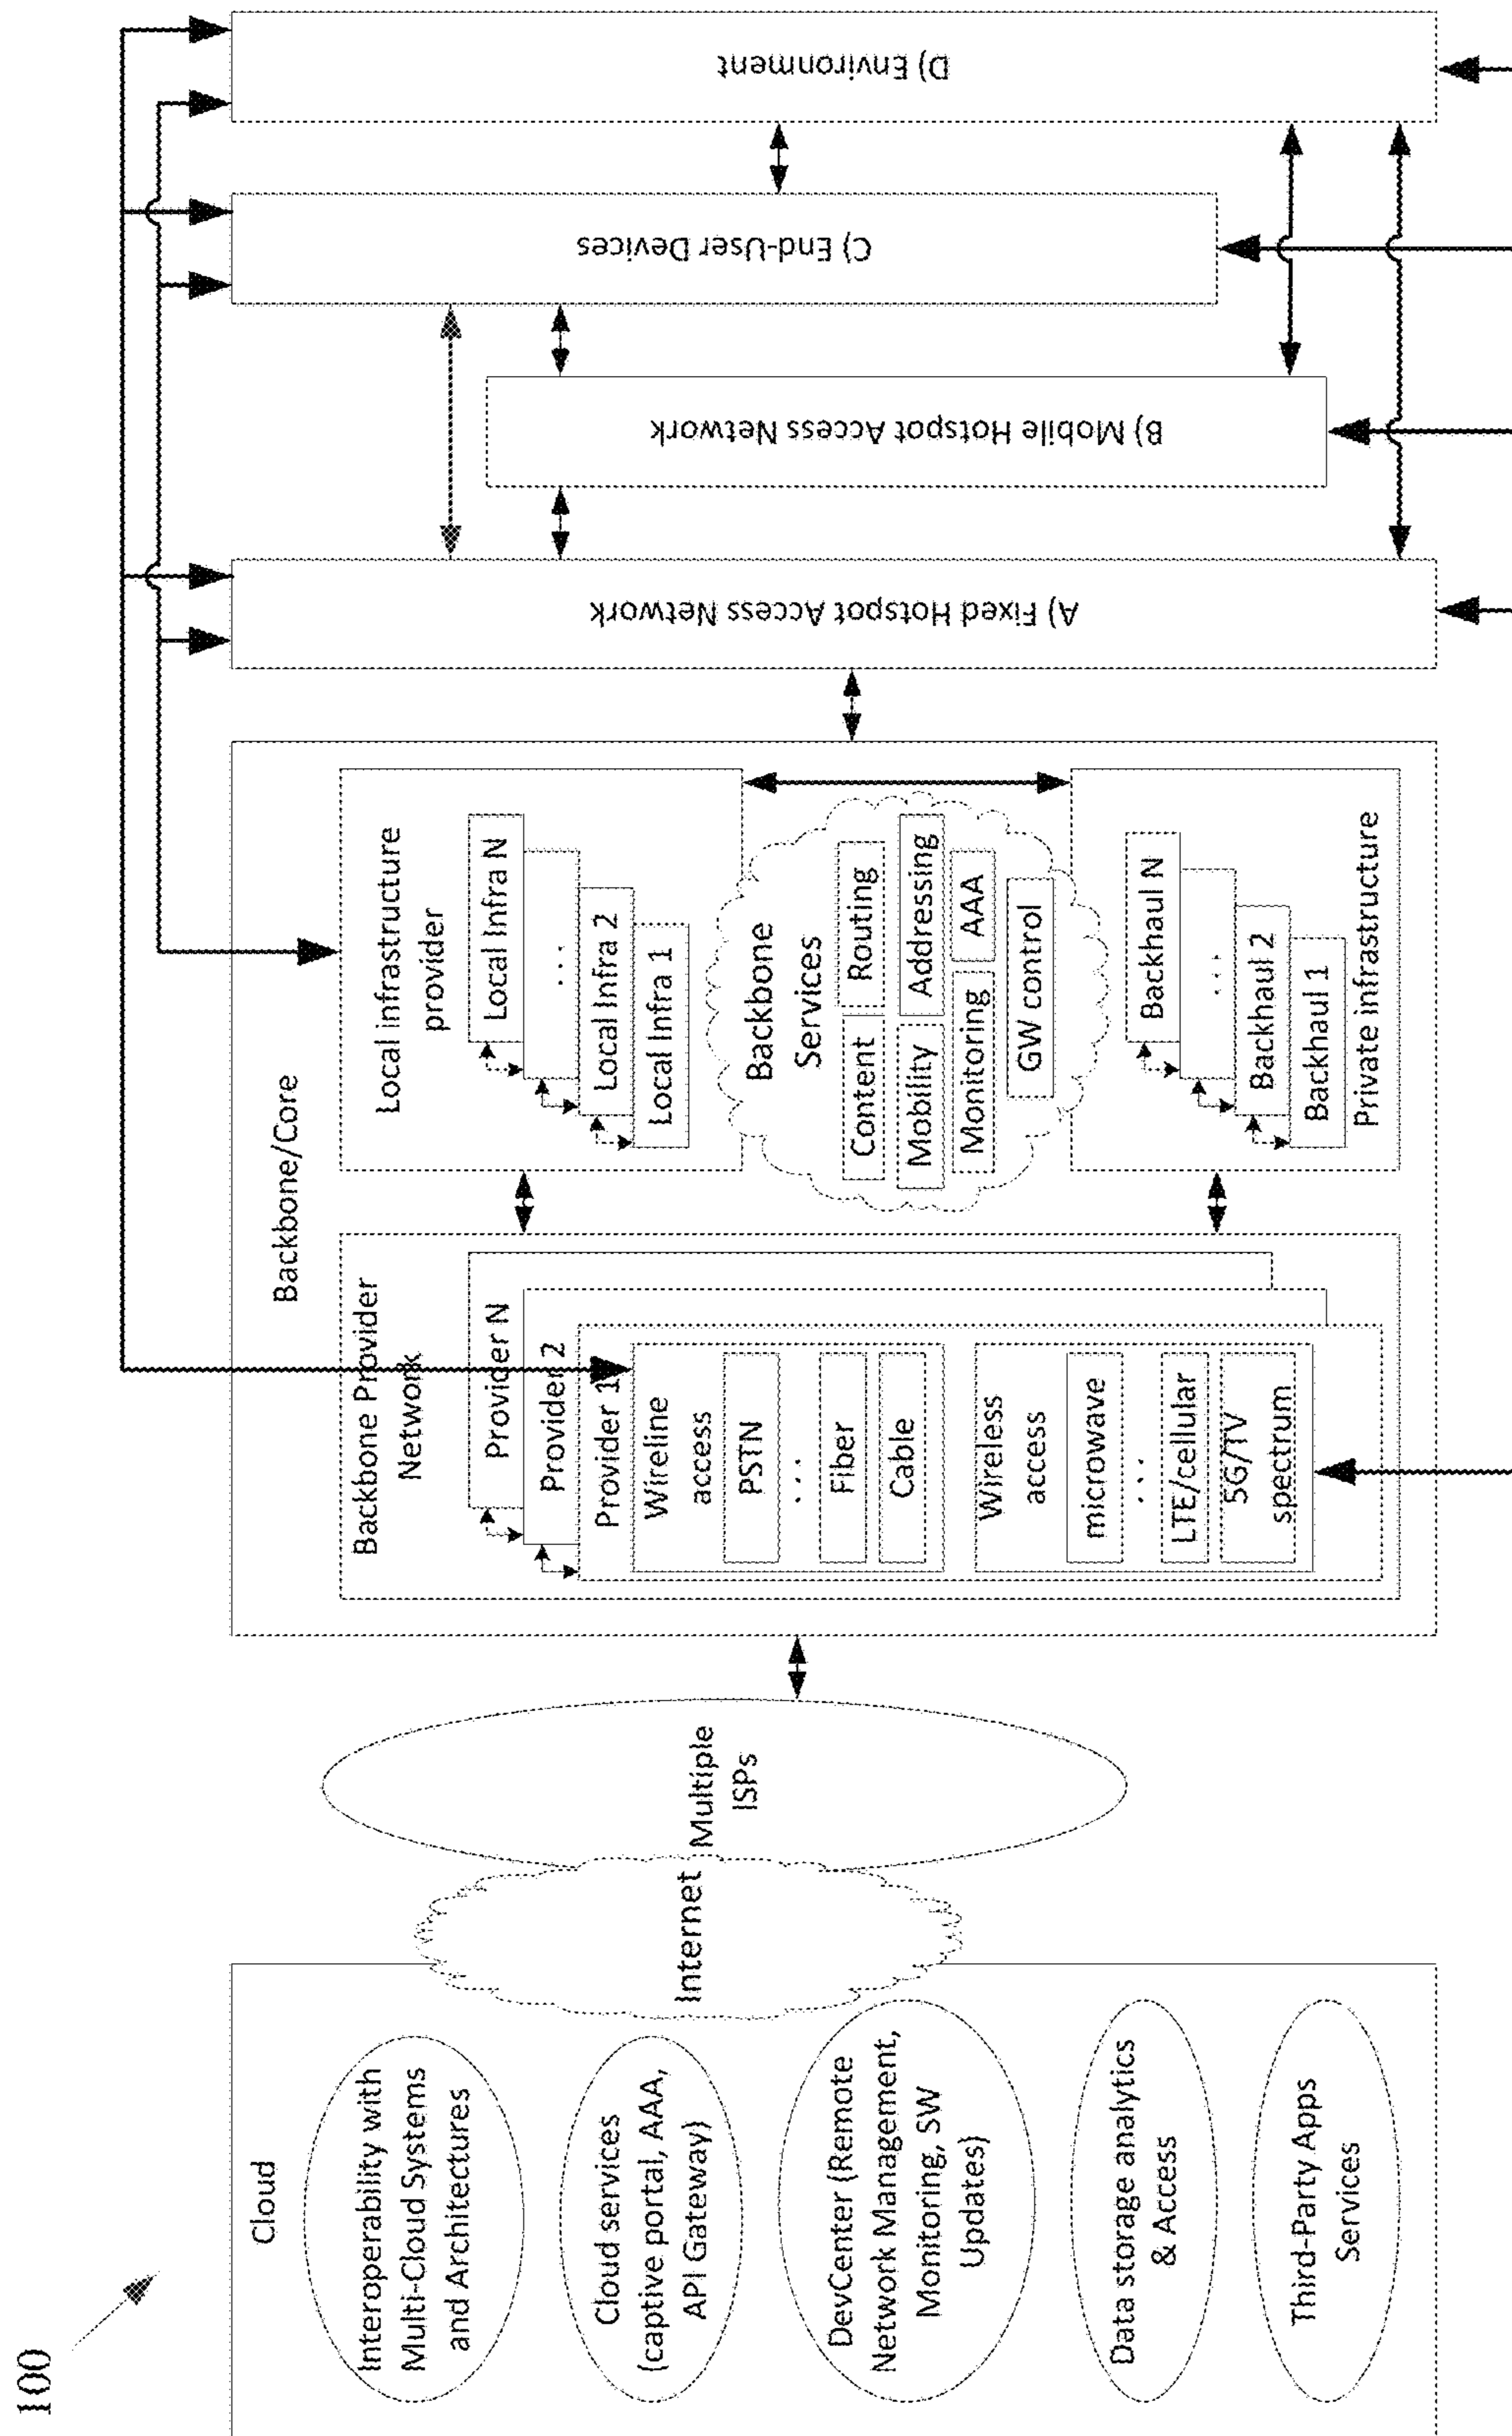 100
Cloud
Interoperability with
Multi-Cloud Systems
and Architectures
Cloud services
(captive portal, AAA,
API Gateway)
DevCenter (Remote
Network Management,
Monitoring, SW
Updates)
Data storage analytics
& Access
Third-Party Apps
Services
Internet
Multiple
ISPs
Backbone/Core
Backbone Provider
Network
Provider N
Provider 2
Provider 1
Wireline
access
PSTN
...
Fiber
Cable
Wireless
access
microwave
...
LTE/cellular
5G/TV
spectrum
Local infrastructure
provider
Local Infra N
...
Local Infra 2
Local Infra 1
Backbone
Services
Content
Routing
Mobility
Addressing
Monitoring
AAA
GW control
Backhaul N
...
Backhaul 2
Backhaul 1
Private infrastructure
A) Fixed Hotspot Access Network
B) Mobile Hotspot Access Network
C) End-User Devices
D) Environment